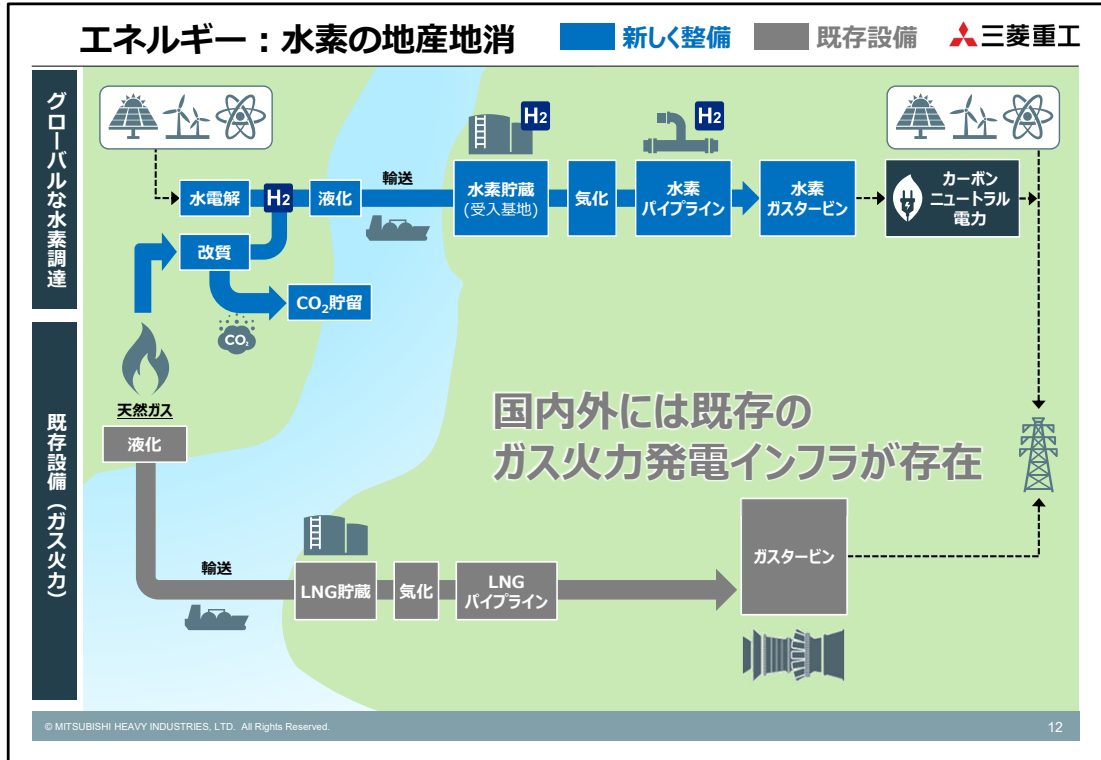 エネルギー：水素の地産地消
新しく整備
既存設備
三菱重工
グローバルな水素調達
水電解
H2
液化
輸送
H2
水素貯蔵
(受入基地)
気化
H2
水素
パイプライン
水素
ガスタービン
カーボン
ニュートラル
電力
改質
CO₂貯留
CO₂
既存設備（ガス火力）
天然ガス
液化
国内外には既存の
ガス火力発電インフラが存在
輸送
LNG貯蔵
気化
LNG
パイプライン
ガスタービン
© MITSUBISHI HEAVY INDUSTRIES, LTD. All Rights Reserved.
12